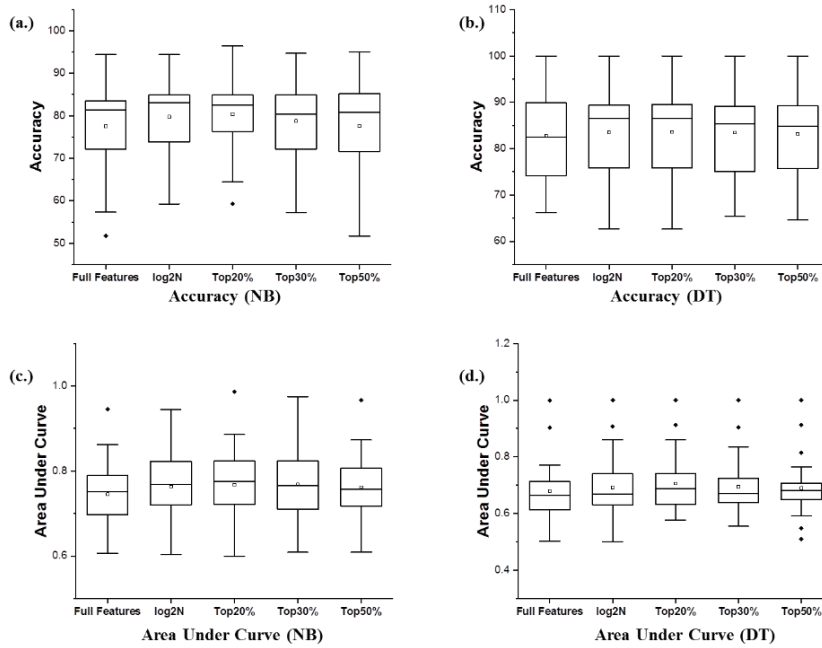 (a.)
100
90
80
70
60
50
Accuracy
Full Features log2N Top20% Top30% Top50%
Accuracy (NB)
(b.)
110
100
90
80
70
60
Accuracy
Full Features log2N Top20% Top30% Top50%
Accuracy (DT)
(c.)
1.0
0.8
0.6
Area Under Curve
Full Features log2N Top20% Top30% Top50%
Area Under Curve (NB)
(d.)
1.2
1.0
0.8
0.6
0.4
Area Under Curve
Full Features log2N Top20% Top30% Top50%
Area Under Curve (DT)